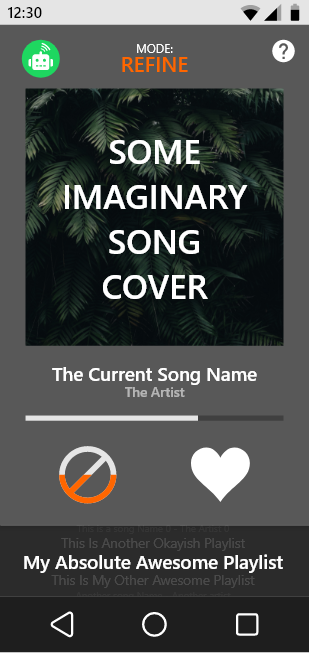 12:30
?
MODE:
REFINE
SOME
IMAGINARY
SONG
COVER
The Current Song Name
The Artist
This Is Another Okayish Playlist
My Absolute Awesome Playlist
This Is My Other Awesome Playlist